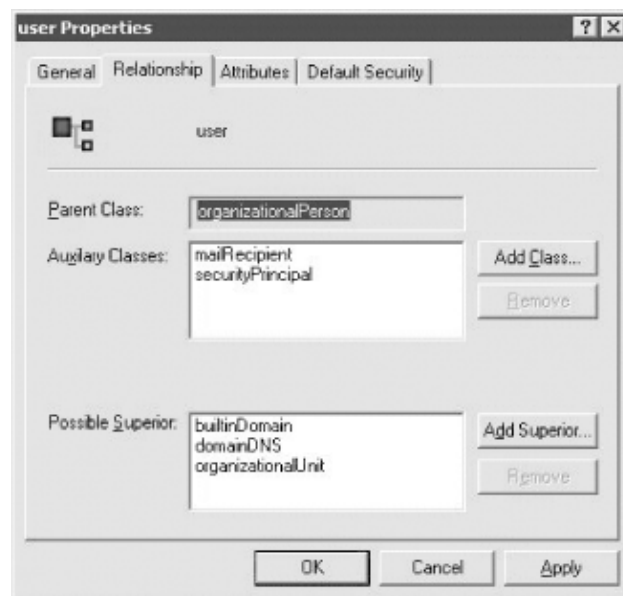 user Properties
General Relationship Attributes Default Security
user
Parent Class: organizationalPerson
Auxilary Classes: mailRecipient
securityPrincipal
Add Class...
Remove
Possible Superior: builtinDomain
domainDNS
organizationalUnit
Add Superior...
Remove
OK Cancel Apply